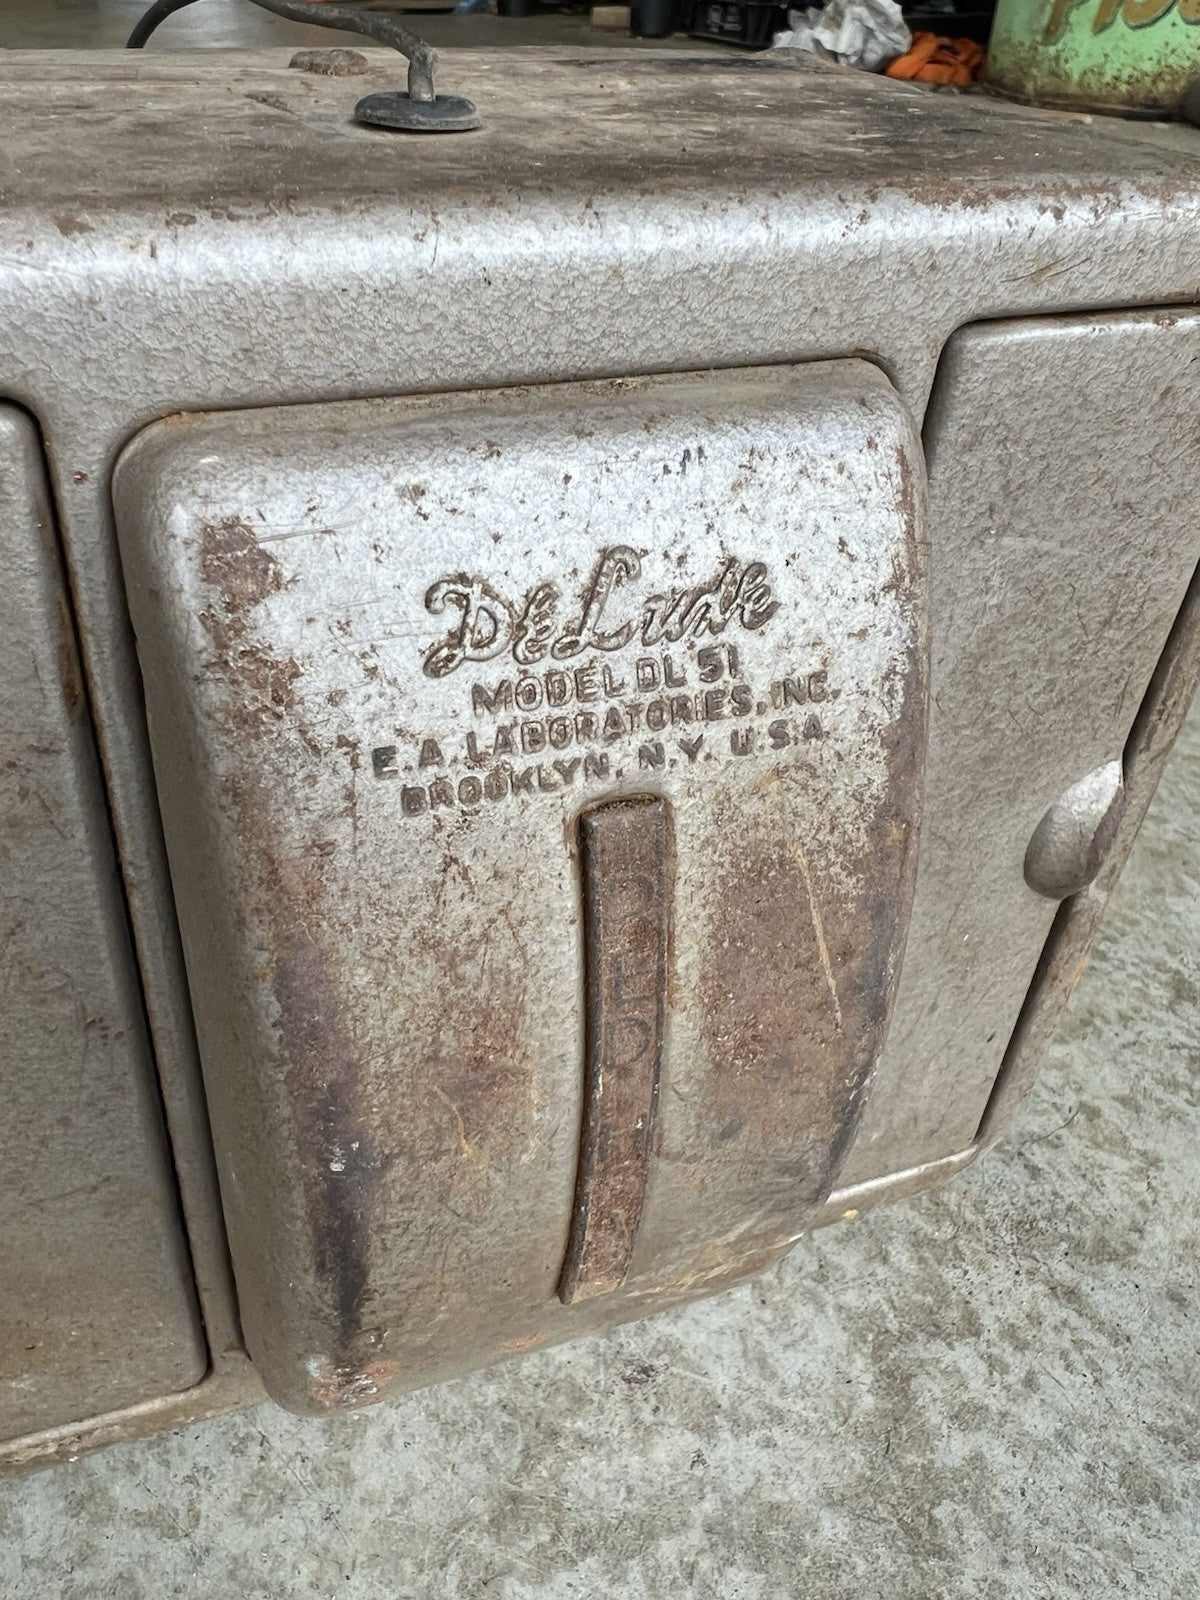 DeLuxe
MODEL DL 51
E.A. LABORATORIES, INC.
BROOKLYN, N.Y. U.S.A.